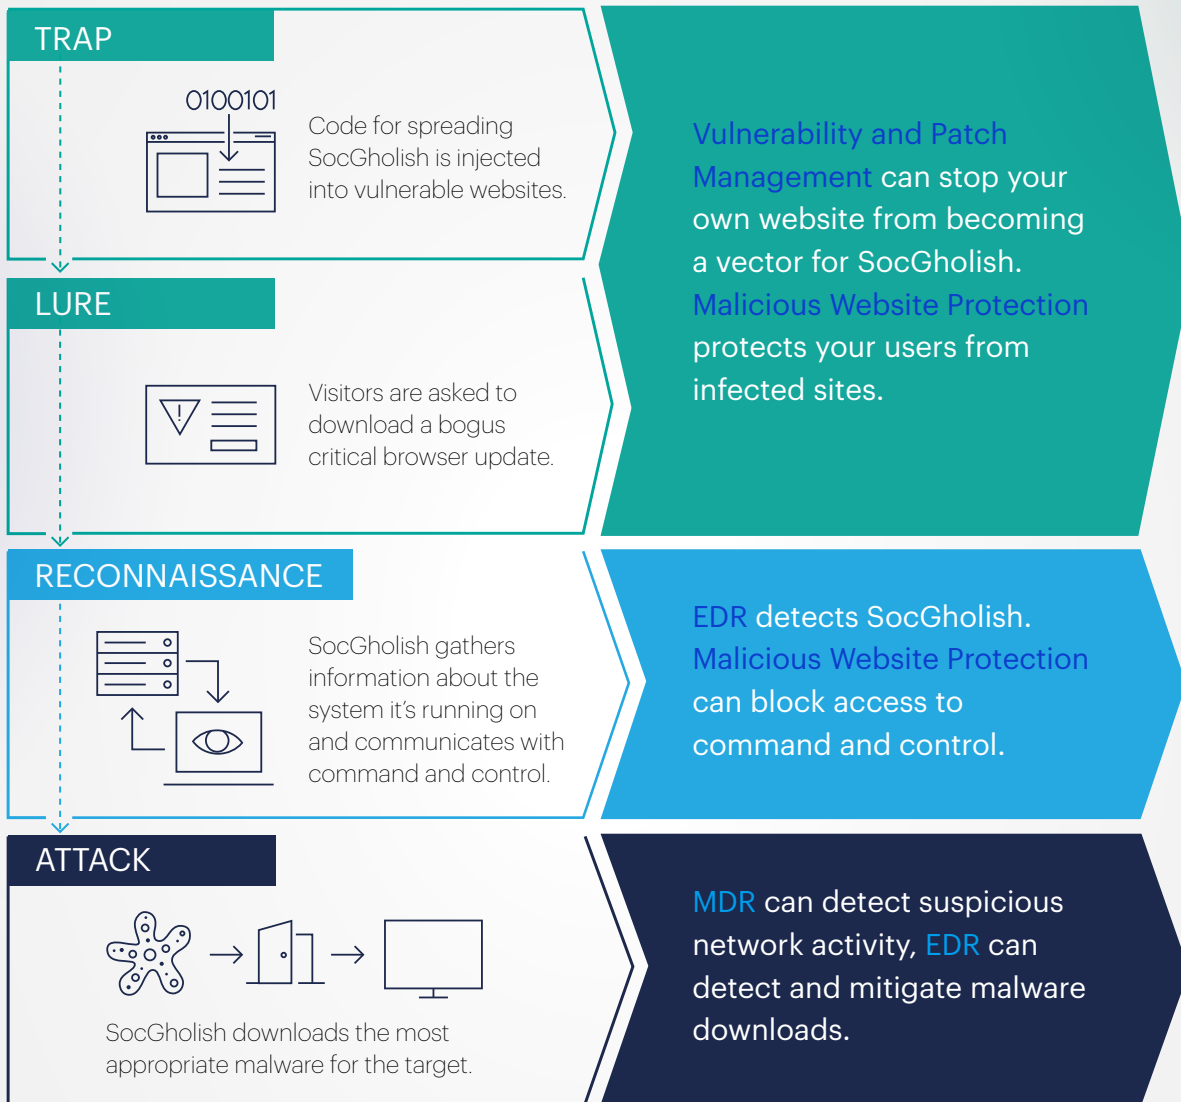 TRAP
0100101
Code for spreading
SocGholish is injected
into vulnerable websites.
Vulnerability and Patch
Management can stop your
own website from becoming
a vector for SocGholish.
Malicious Website Protection
protects your users from
infected sites.
LURE
Visitors are asked to
download a bogus
critical browser update.
RECONNAISSANCE
SocGholish gathers
information about the
system it’s running on
and communicates with
command and control.
EDR detects SocGholish.
Malicious Website Protection
can block access to
command and control.
ATTACK
SocGholish downloads the most
appropriate malware for the target.
MDR can detect suspicious
network activity, EDR can
detect and mitigate malware
downloads.